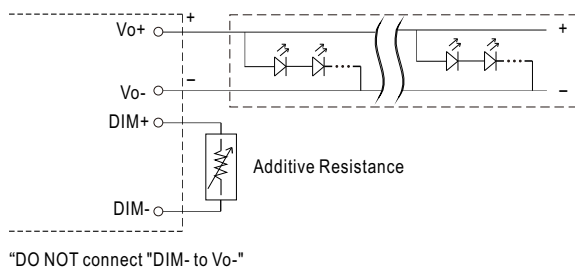 Vo+ + +
Vo- − −
DIM+
Additive Resistance
DIM-
“DO NOT connect "DIM- to Vo-"